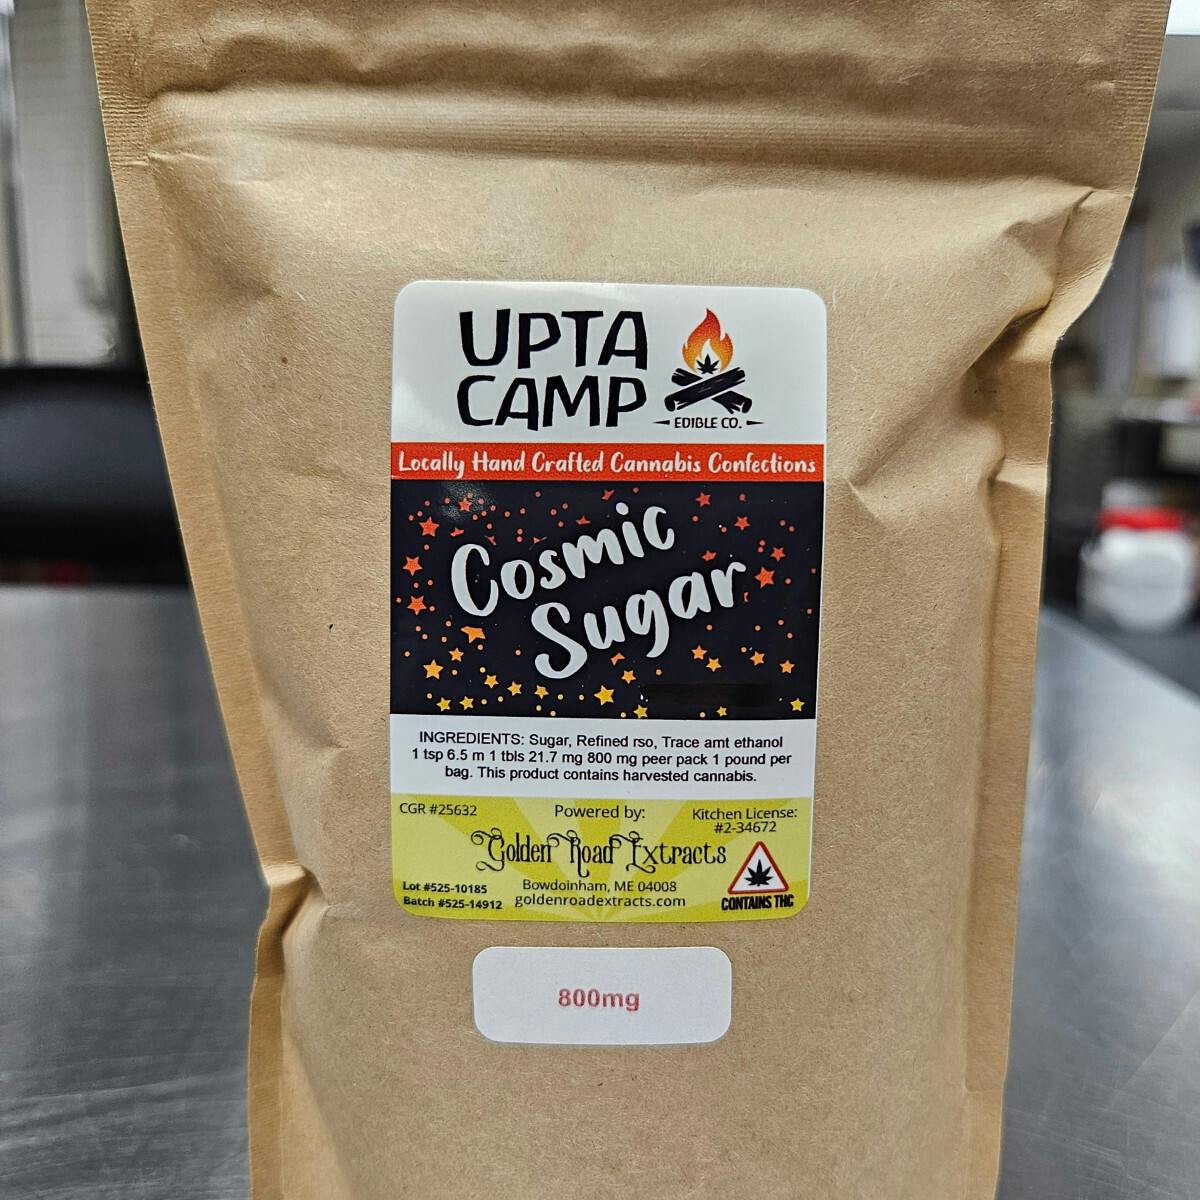 UPTA
CAMP
EDIBLE CO.
Locally Hand Crafted Cannabis Confections
Cosmic
Sugar
INGREDIENTS: Sugar, Refined rso, Trace amt ethanol
1 tsp 6.5 m 1 tbls 21.7 mg 800 mg peer pack 1 pound per
bag. This product contains harvested cannabis.
CGR #25632
Powered by:
Kitchen License:
#2-34672
Golden Road Extracts
Lot #525-10185
Batch #525-14912
Bowdoinham, ME 04008
goldenroadextracts.com
CONTAINS THC
800mg